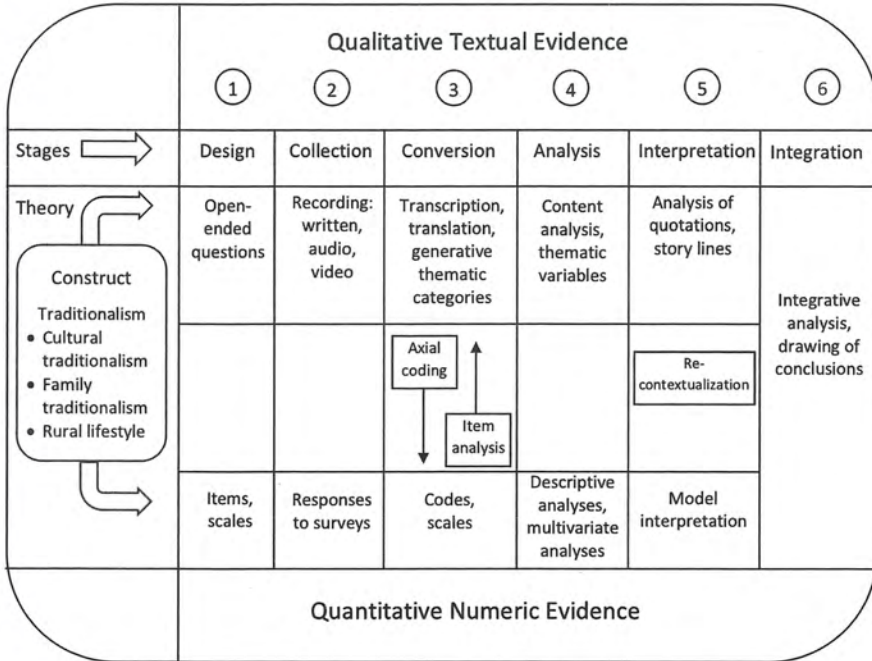 Qualitative Textual Evidence
1 2 3 4 5 6
Stages Design Collection Conversion Analysis Interpretation Integration
Theory
Construct
Traditionalism
• Cultural
traditionalism
• Family
traditionalism
• Rural lifestyle
Open-
ended
questions
Recording:
written,
audio,
video
Transcription,
translation,
generative
thematic
categories
Content
analysis,
thematic
variables
Analysis of
quotations,
story lines
Axial
coding
Item
analysis
Re-
contextualization
Integrative
analysis,
drawing of
conclusions
Items,
scales
Responses
to surveys
Codes,
scales
Descriptive
analyses,
multivariate
analyses
Model
interpretation
Quantitative Numeric Evidence